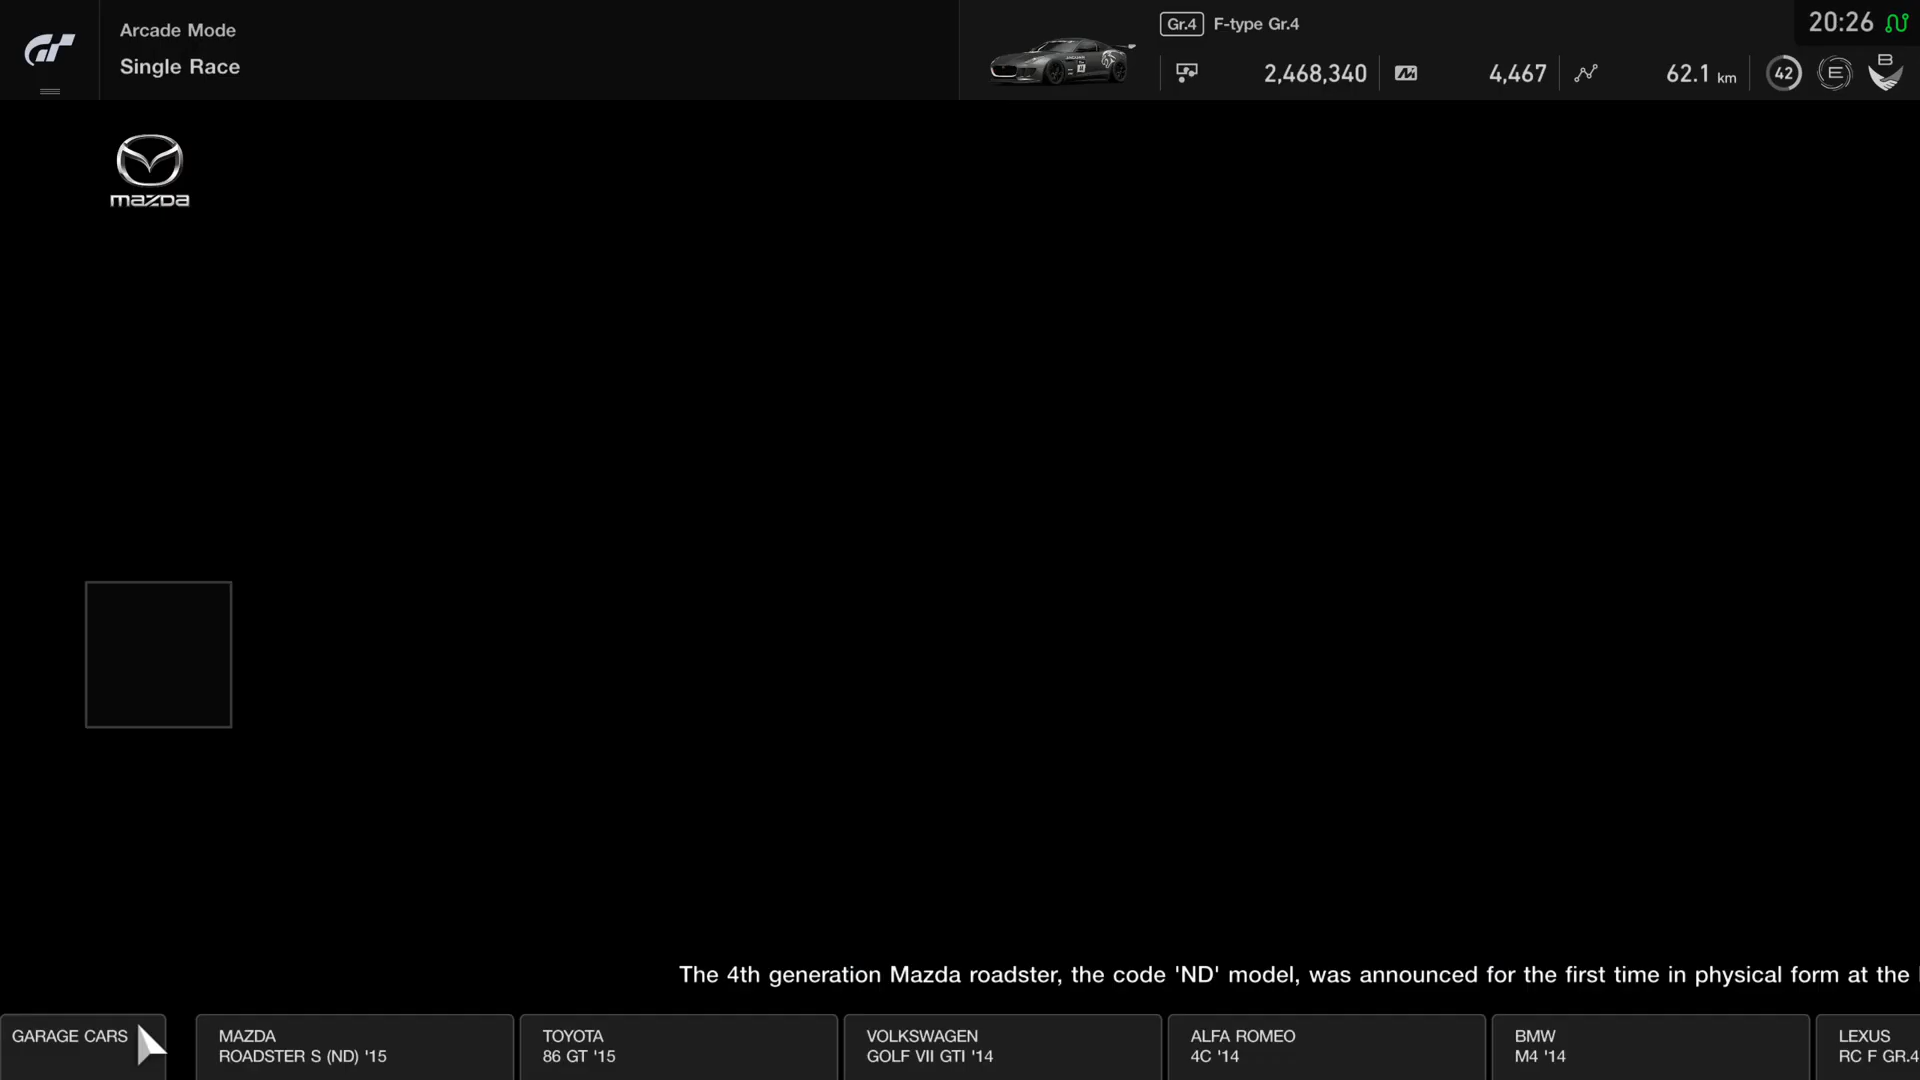 Arcade Mode
Single Race
Gr.4 F-type Gr.4
20:26
2,468,340
4,467
62.1 km
42
E
B
mazda
The 4th generation Mazda roadster, the code 'ND' model, was announced for the first time in physical form at the
GARAGE CARS
MAZDA
ROADSTER S (ND) '15
TOYOTA
86 GT '15
VOLKSWAGEN
GOLF VII GTI '14
ALFA ROMEO
4C '14
BMW
M4 '14
LEXUS
RC F GR.4